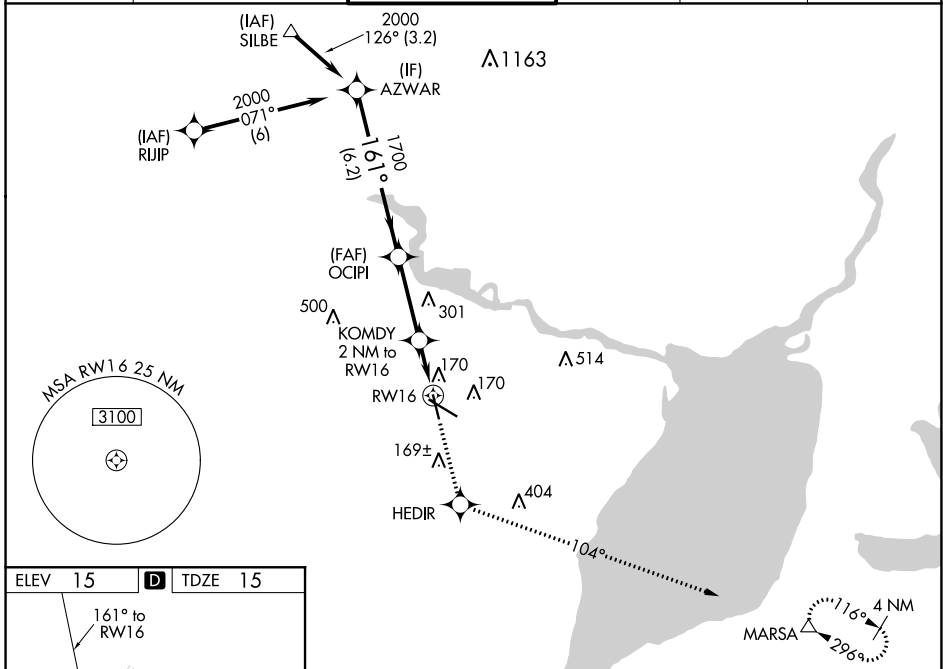 (IAF)
SILBE
2000
126° (3.2)
1163
(IF)
AZWAR
2000
071°
(6)
(IAF)
RIJIP
1700
161°
(6.2)
(FAF)
OCIPI
301
500
KOMDY
2 NM to
RW16
514
170
170
RW16
MSA RW16 25 NM
3100
169±
404
HEDIR
104°
116°
4 NM
MARSA
296°
ELEV 15 D TDZE 15
161° to
RW16